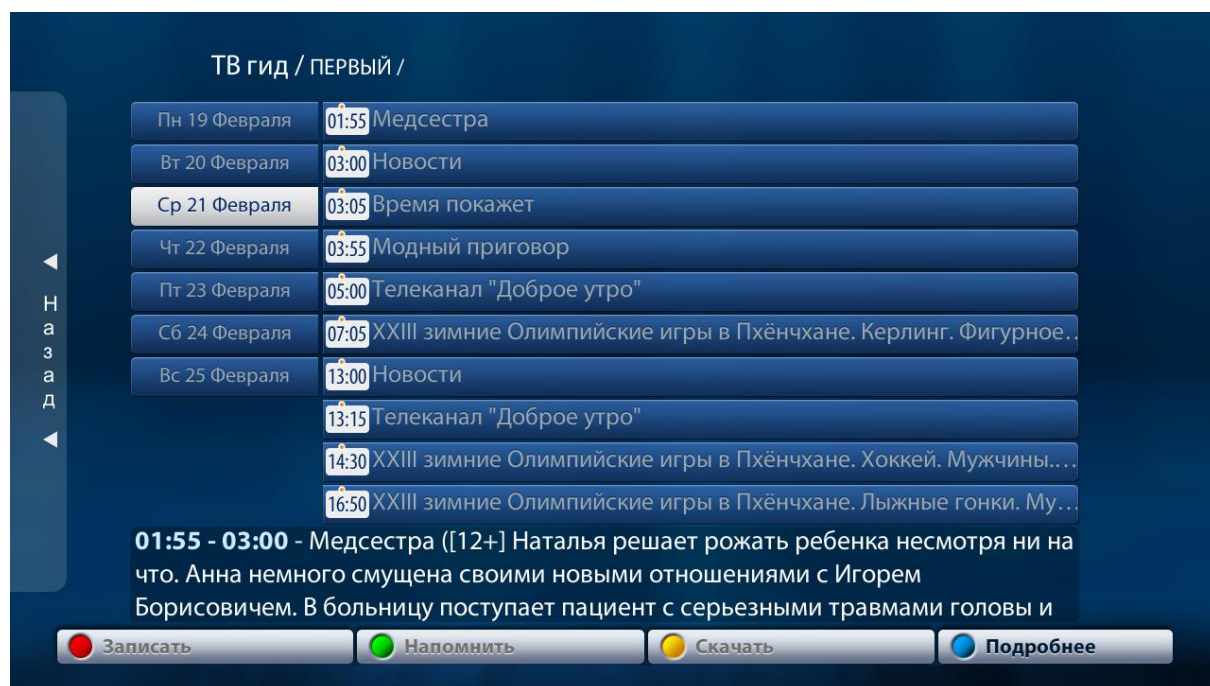 ТВ гид / ПЕРВЫЙ /
Пн 19 Февраля
Вт 20 Февраля
Ср 21 Февраля
Чт 22 Февраля
Пт 23 Февраля
Сб 24 Февраля
Вс 25 Февраля
01:55 Медсестра
03:00 Новости
03:05 Время покажет
03:55 Модный приговор
05:00 Телеканал "Доброе утро"
07:05 XXIII зимние Олимпийские игры в Пхёнчхане. Керлинг. Фигурное...
13:00 Новости
13:15 Телеканал "Доброе утро"
14:30 XXIII зимние Олимпийские игры в Пхёнчхане. Хоккей. Мужчины....
16:50 XXIII зимние Олимпийские игры в Пхёнчхане. Лыжные гонки. Му...
Назад
01:55 - 03:00 - Медсестра ([12+] Наталья решает рожать ребенка несмотря ни на
что. Анна немного смущена своими новыми отношениями с Игорем
Борисовичем. В больницу поступает пациент с серьезными травмами головы и
Записать
Напомнить
Скачать
Подробнее